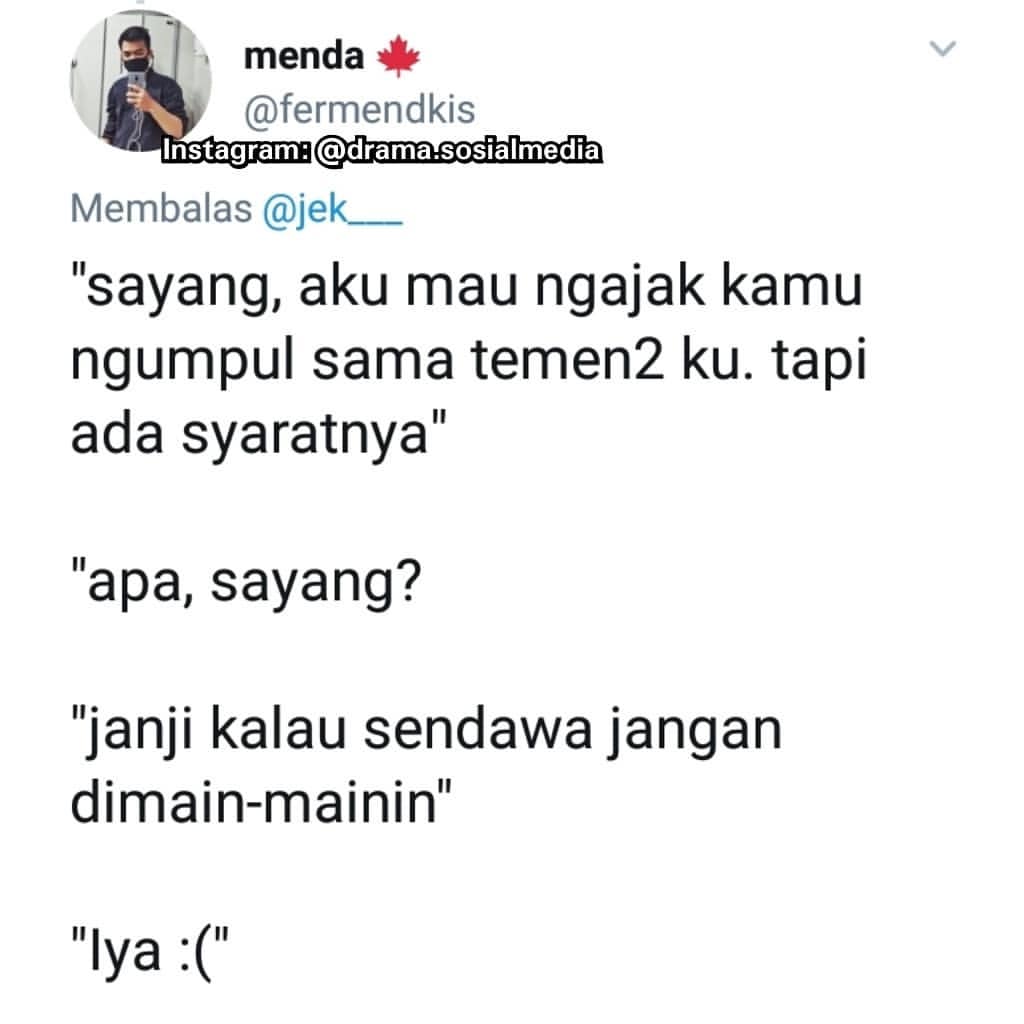 menda 🍁
@fermendkis
Instagram: @drama.sosialmedia
Membalas @jek___
"sayang, aku mau ngajak kamu
ngumpul sama temen2 ku. tapi
ada syaratnya"
"apa, sayang?
"janji kalau sendawa jangan
dimain-mainin"
"Iya :("